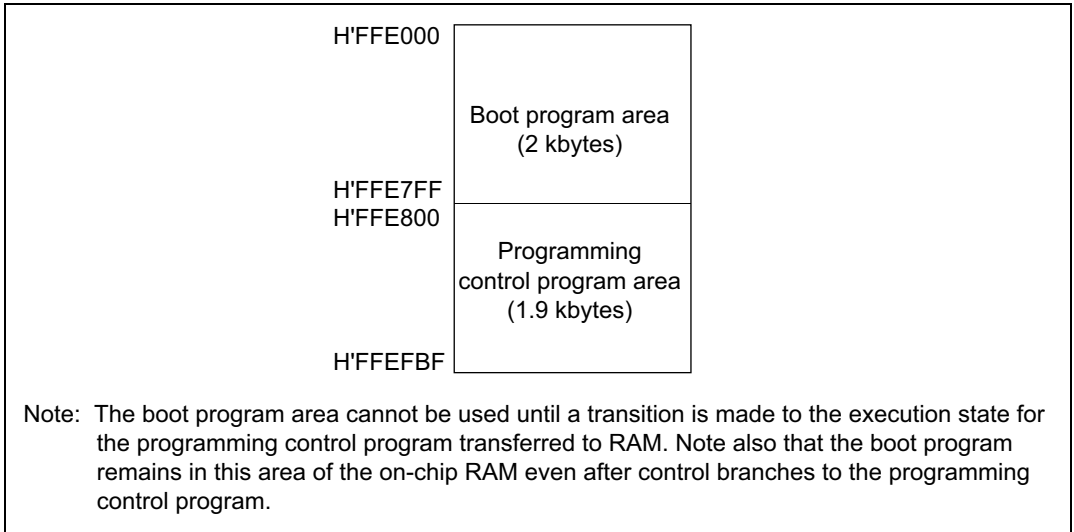 H'FFE000
Boot program area
(2 kbytes)
H'FFE7FF
H'FFE800
Programming
control program area
(1.9 kbytes)
H'FFEFBF
Note: The boot program area cannot be used until a transition is made to the execution state for
the programming control program transferred to RAM. Note also that the boot program
remains in this area of the on-chip RAM even after control branches to the programming
control program.